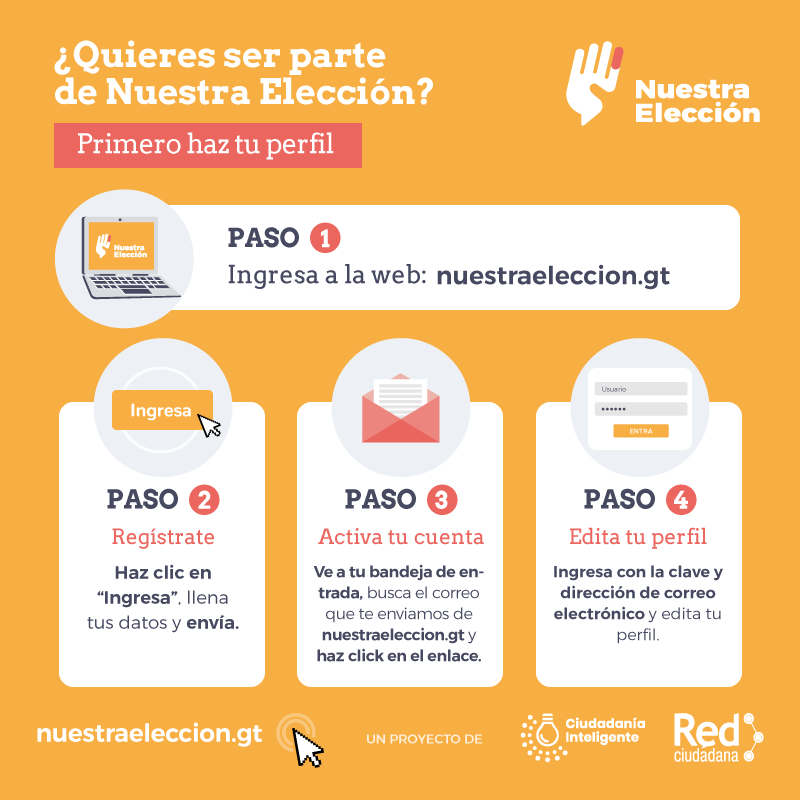 ¿Quieres ser parte
de Nuestra Elección?
Nuestra
Elección
Primero haz tu perfil
Nuestra
Elección
PASO 1
Ingresa a la web: nuestraeleccion.gt
Ingresa
PASO 2
Regístrate
Haz clic en
“Ingresa”, llena
tus datos y envía.
PASO 3
Activa tu cuenta
Ve a tu bandeja de en-
trada, busca el correo
que te enviamos de
nuestraeleccion.gt y
haz click en el enlace.
Usuario
ENTRA
PASO 4
Edita tu perfil
Ingresa con la clave y
dirección de correo
electrónico y edita tu
perfil.
nuestraeleccion.gt
UN PROYECTO DE
Ciudadanía
Inteligente
Red
ciudadana